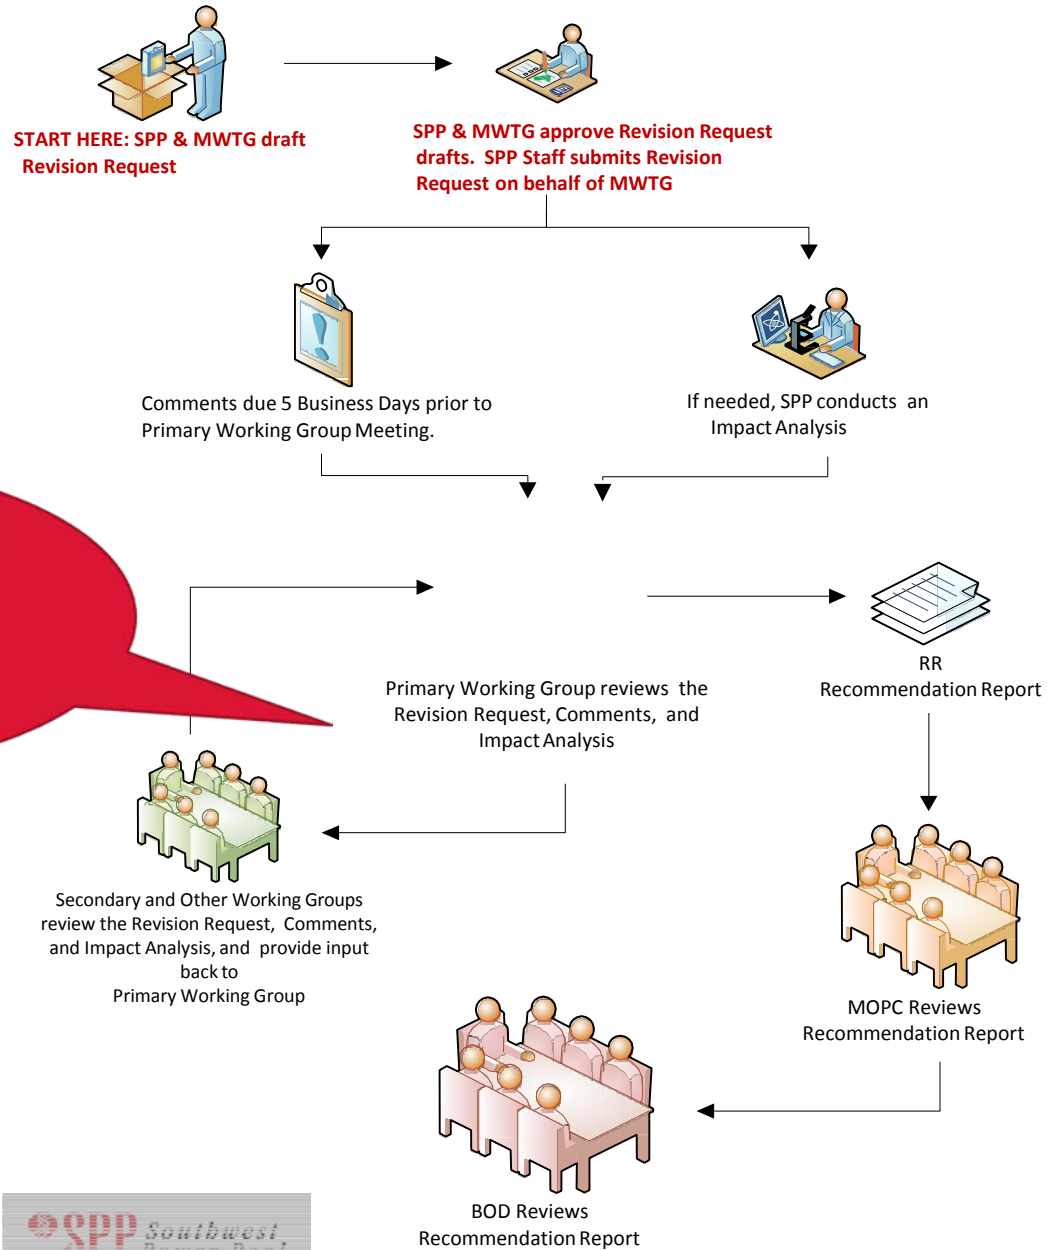 START HERE: SPP & MWTG draft
Revision Request
SPP & MWTG approve Revision Request
drafts. SPP Staff submits Revision
Request on behalf of MWTG
Comments due 5 Business Days prior to
Primary Working Group Meeting.
If needed, SPP conducts an
Impact Analysis
Primary Working Group reviews the
Revision Request, Comments, and
Impact Analysis
RR
Recommendation Report
Secondary and Other Working Groups
review the Revision Request, Comments,
and Impact Analysis, and provide input
back to
Primary Working Group
MOPC Reviews
Recommendation Report
BOD Reviews
Recommendation Report
SPP Southwest
Power Pool